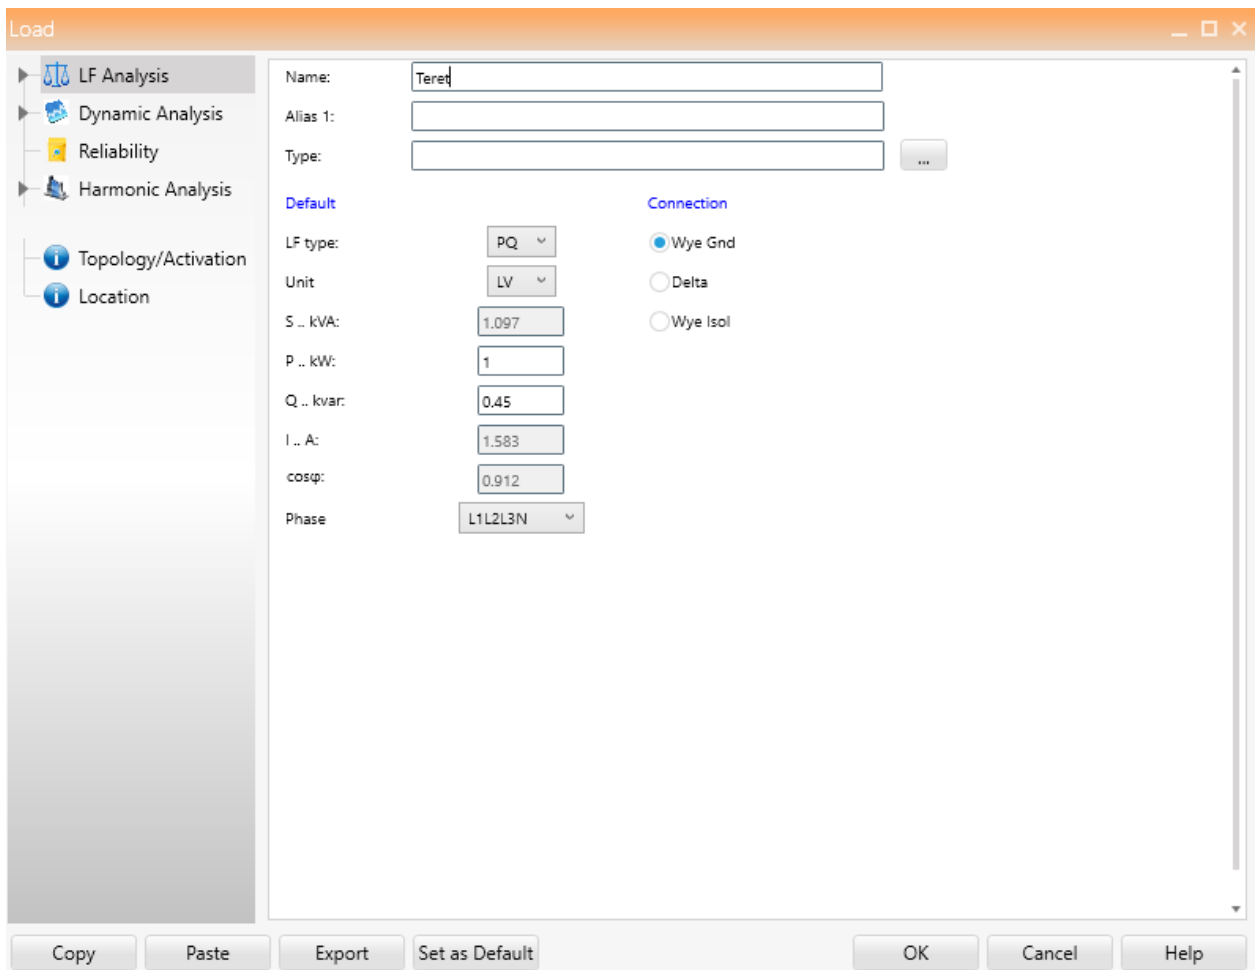 Load
LF Analysis
Dynamic Analysis
Reliability
Harmonic Analysis
Topology/Activation
Location
Name: Teret
Alias 1:
Type: ...
Default Connection
LF type: PQ Wye Gnd
Unit LV Delta
S .. kVA: 1.097 Wye Isol
P .. kW: 1
Q .. kvar: 0.45
I .. A: 1.583
cosφ: 0.912
Phase L1L2L3N
Copy Paste Export Set as Default OK Cancel Help